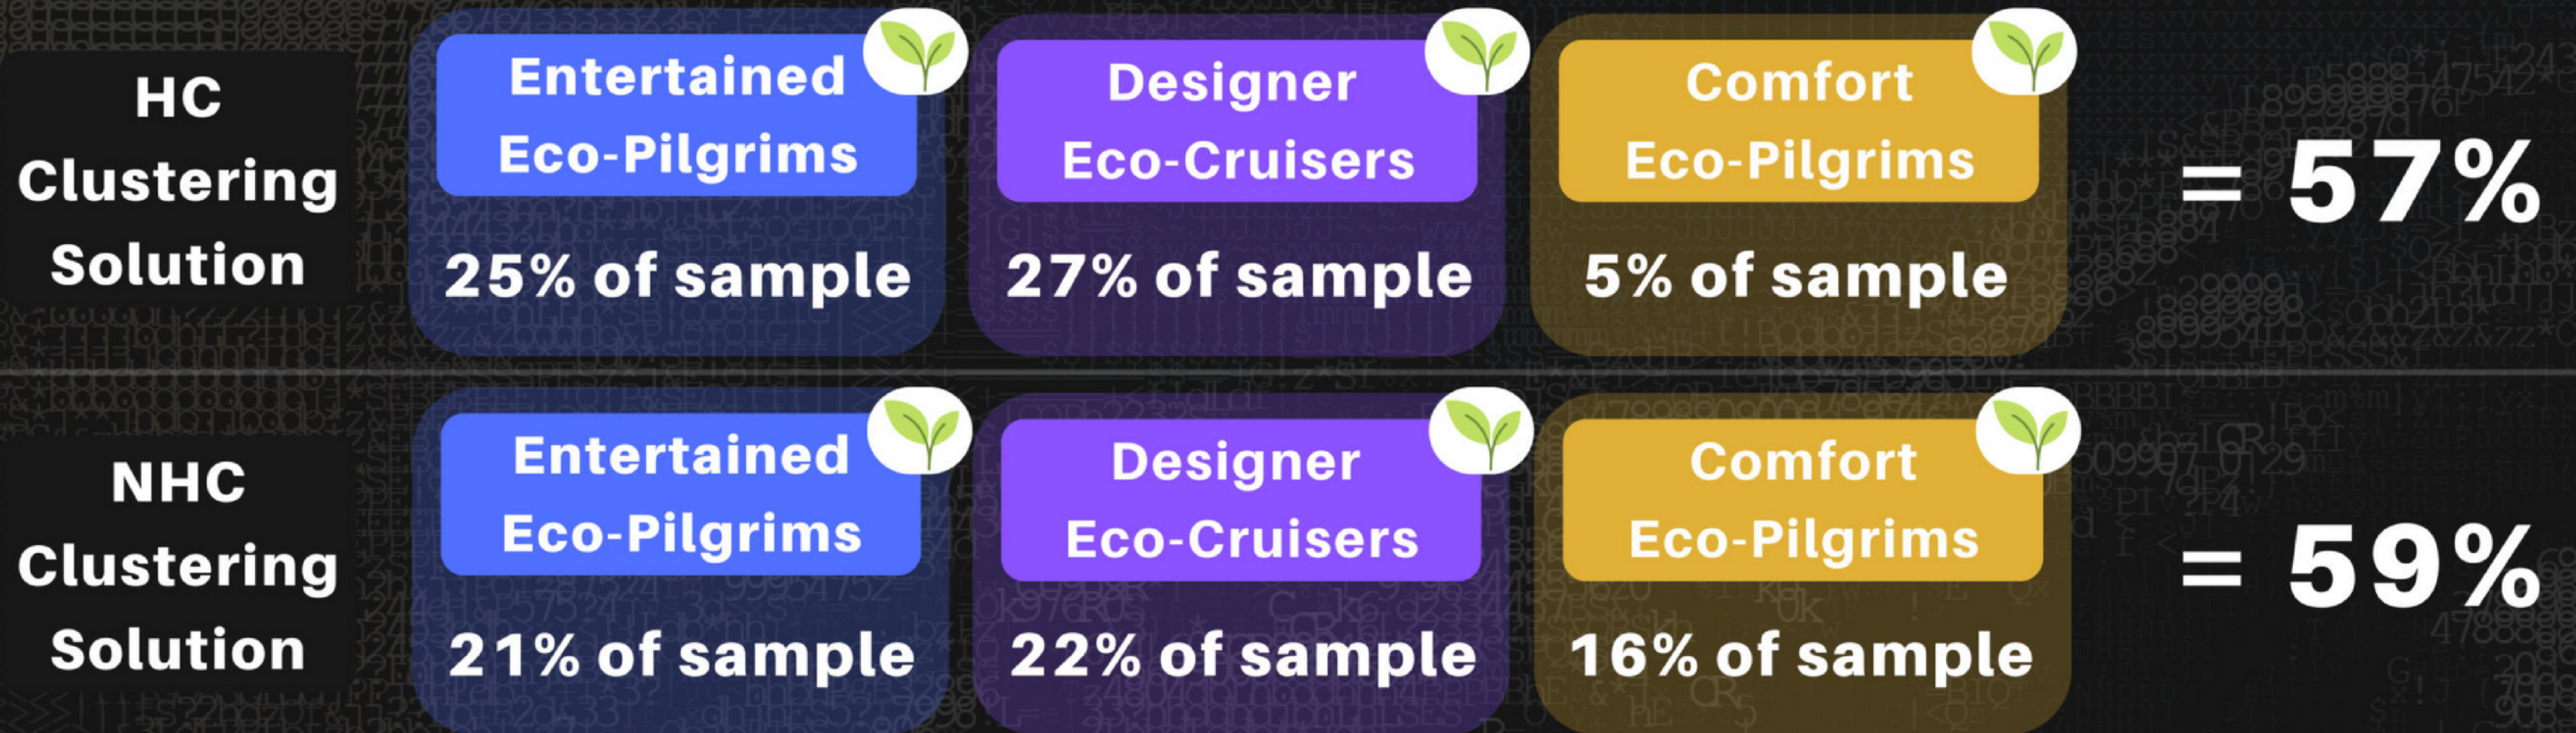 HC
Clustering
Solution
Entertained
Eco-Pilgrims
25% of sample
Designer
Eco-Cruisers
27% of sample
Comfort
Eco-Pilgrims
5% of sample
= 57%
NHC
Clustering
Solution
Entertained
Eco-Pilgrims
21% of sample
Designer
Eco-Cruisers
22% of sample
Comfort
Eco-Pilgrims
16% of sample
= 59%